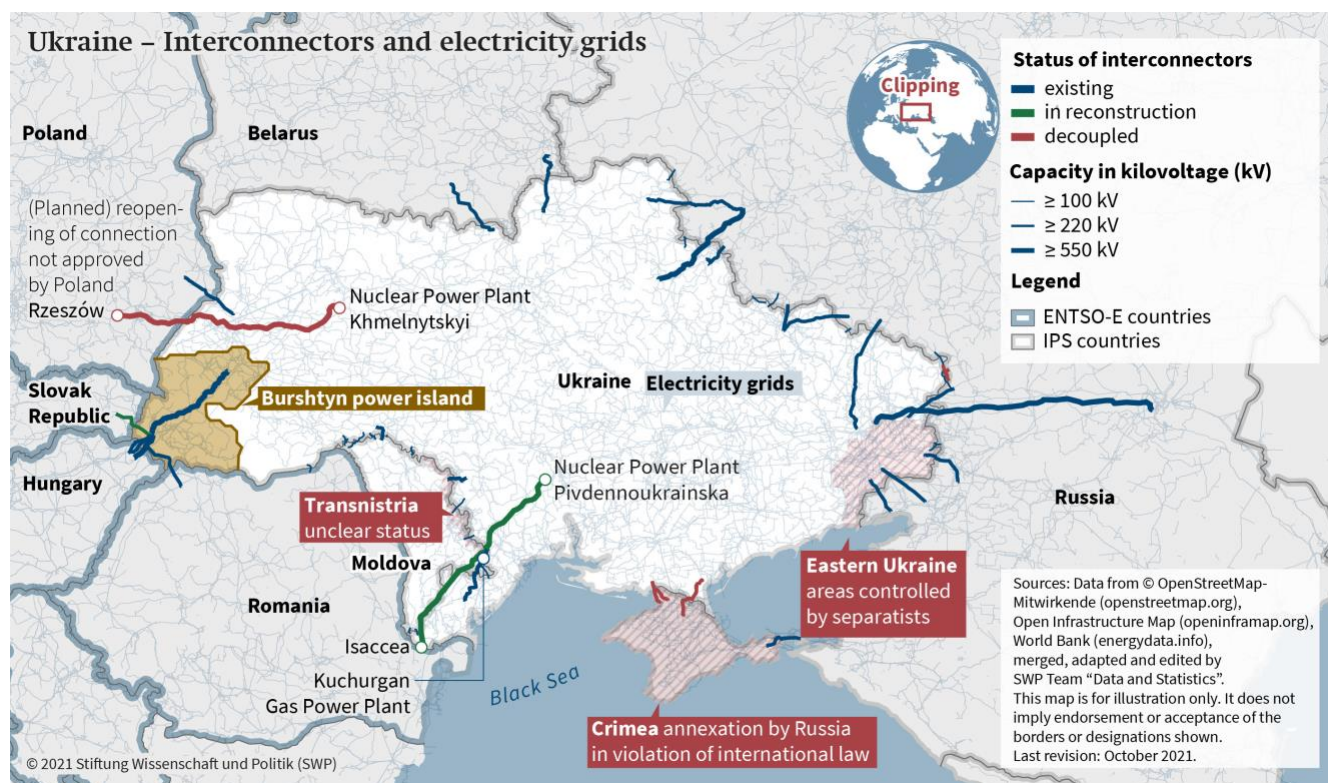 Ukraine – Interconnectors and electricity grids
Clipping
Status of interconnectors
existing
in reconstruction
decoupled
Capacity in kilovoltage (kV)
≥ 100 kV
≥ 220 kV
≥ 550 kV
Legend
ENTSO-E countries
IPS countries
Poland
Belarus
(Planned) reopen-
ing of connection
not approved
by Poland
Rzeszów
Nuclear Power Plant
Khmelnytskyi
Slovak
Republic
Burshtyn power island
Ukraine
Electricity grids
Hungary
Nuclear Power Plant
Pivdennoukrainska
Transnistria
unclear status
Russia
Moldova
Romania
Eastern Ukraine
areas controlled
by separatists
Isaccea
Kuchurgan
Gas Power Plant
Black Sea
Crimea annexation by Russia
in violation of international law
Sources: Data from © OpenStreetMap-
Mitwirkende (openstreetmap.org),
Open Infrastructure Map (openinframap.org),
World Bank (energydata.info),
merged, adapted and edited by
SWP Team “Data and Statistics”.
This map is for illustration only. It does not
imply endorsement or acceptance of the
borders or designations shown.
Last revision: October 2021.
© 2021 Stiftung Wissenschaft und Politik (SWP)